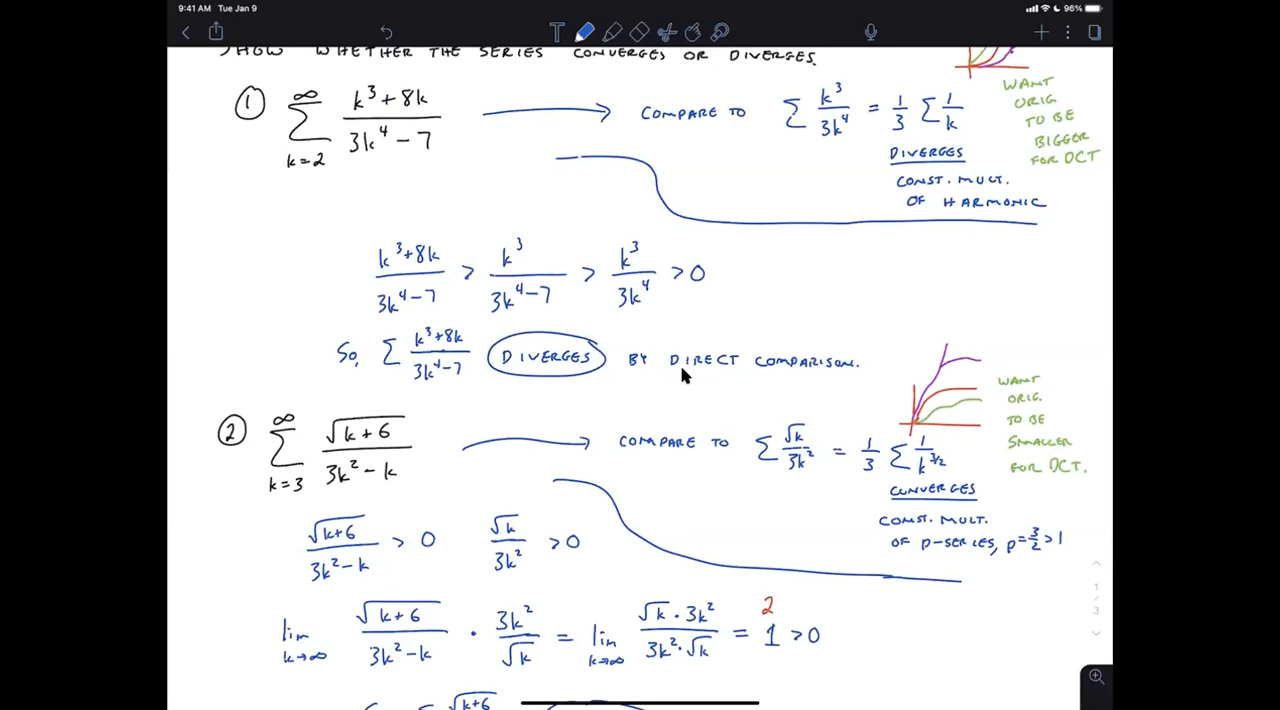 9:41 AM Tue Jan 9
96%
SHOW WHETHER THE SERIES CONVERGES OR DIVERGES.
① ∑_{k=2}^{∞} (k³+8k)/(3k⁴−7) → COMPARE TO ∑ k³/3k⁴ = 1/3 ∑ 1/k
DIVERGES
CONST. MULT.
OF HARMONIC
WANT
ORIG
TO BE
BIGGER
FOR DCT
(k³+8k)/(3k⁴−7) > k³/(3k⁴−7) > k³/3k⁴ > 0
So, ∑ (k³+8k)/(3k⁴−7) DIVERGES BY DIRECT COMPARISON.
② ∑_{k=3}^{∞} √(k+6)/(3k²−k) → COMPARE TO ∑ √k/3k² = 1/3 ∑ 1/k^{3/2}
CONVERGES
CONST. MULT.
OF P-SERIES, p=3/2>1
WANT
ORIG.
TO BE
SMALLER
FOR DCT.
√(k+6)/(3k²−k) > 0 √k/3k² > 0
2
lim_{k→∞} √(k+6)/(3k²−k) · 3k²/√k = lim_{k→∞} (√k · 3k²)/(3k² · √k) = 1 > 0
√(k+6)
1
/
3